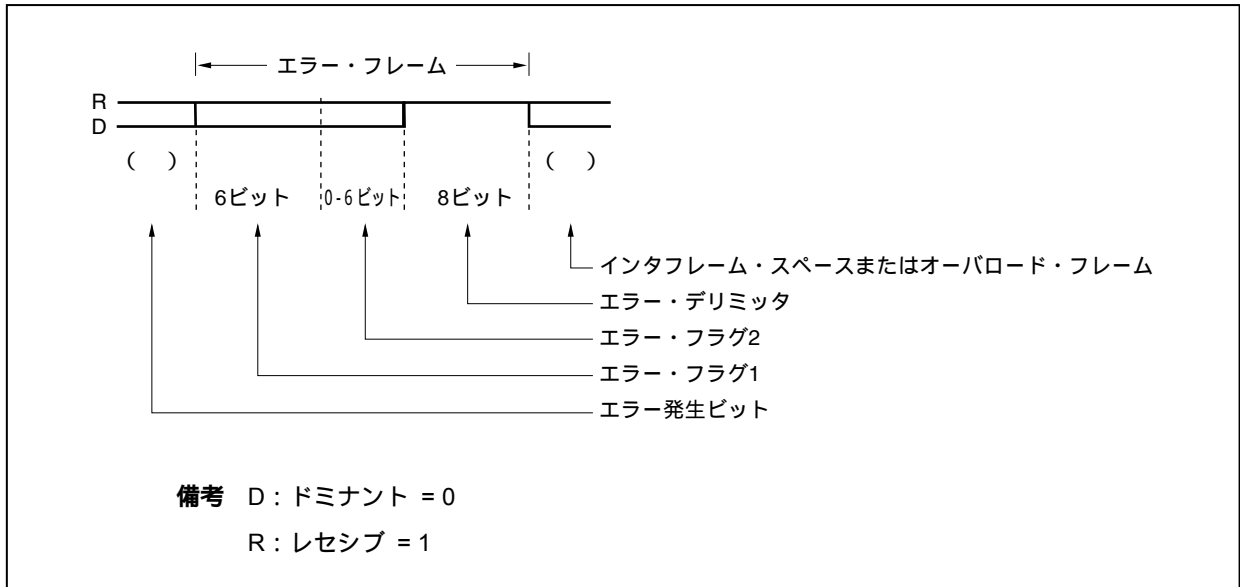 エラー・フレーム
R
D
(　)
(　)
6ビット
0-6ビット
8ビット
インタフレーム・スペースまたはオーバロード・フレーム
エラー・デリミッタ
エラー・フラグ2
エラー・フラグ1
エラー発生ビット
備考 D：ドミナント = 0
R：レセシブ = 1